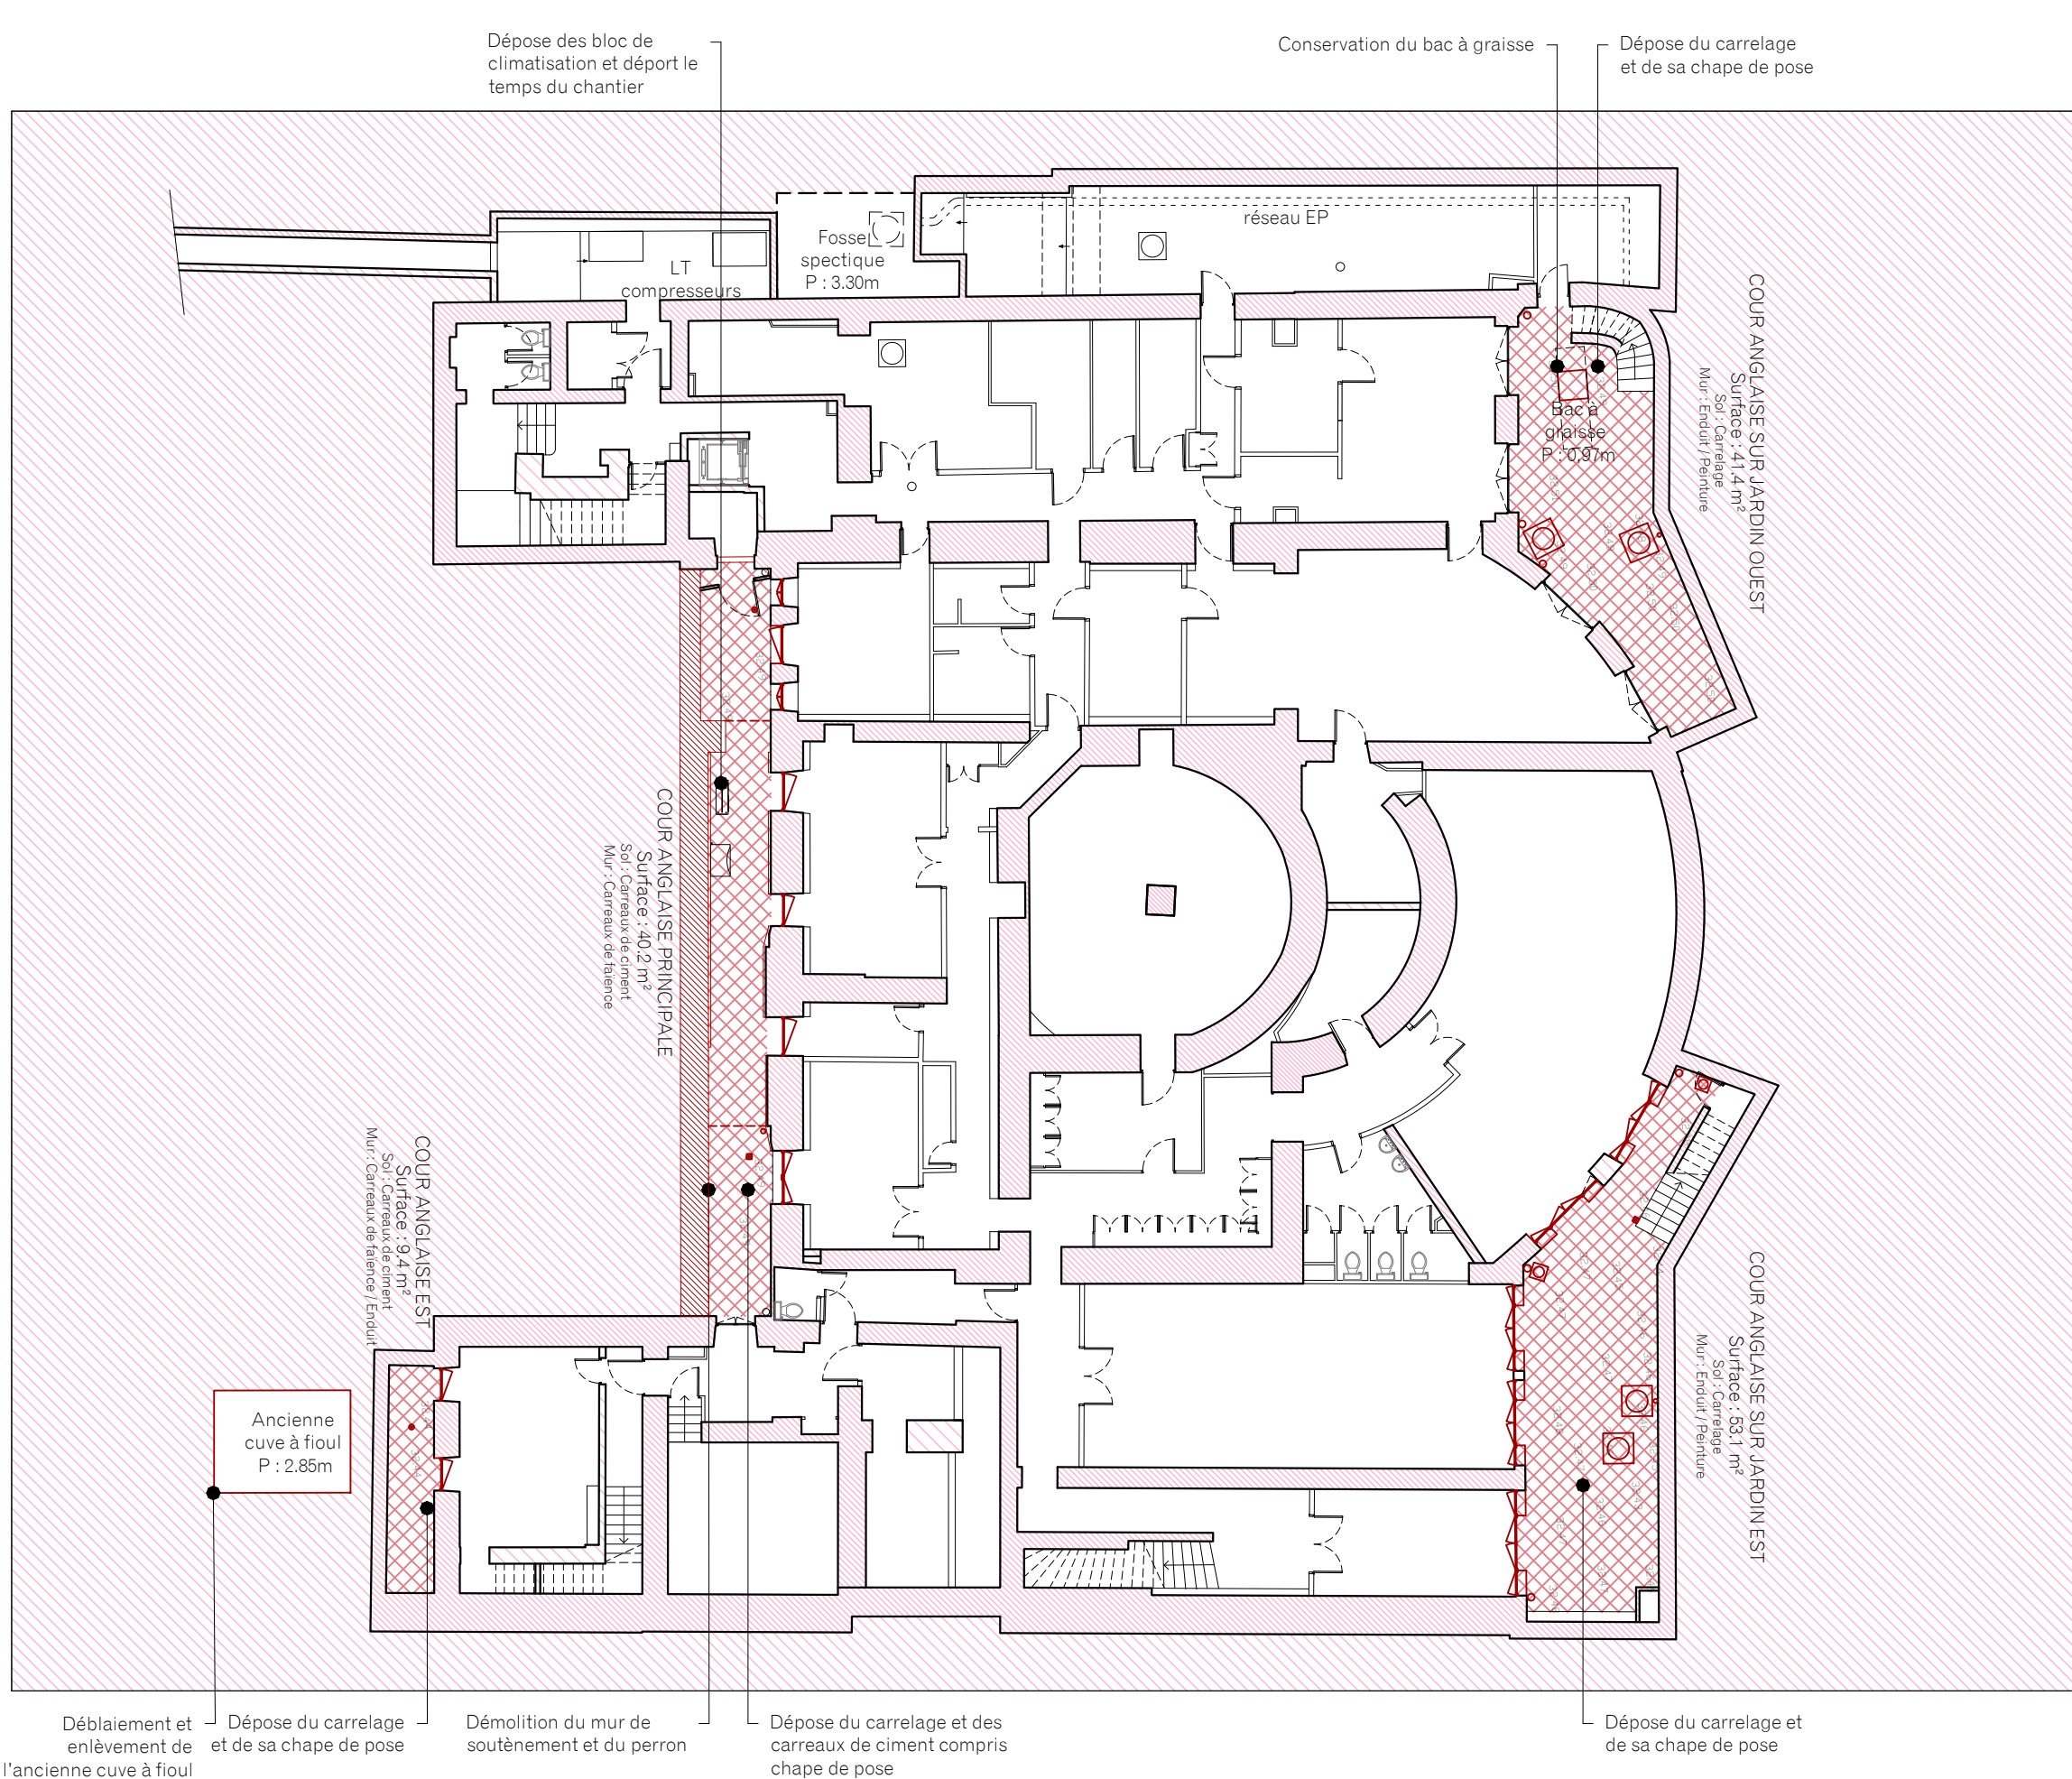 Dépose des bloc de
climatisation et déport le
temps du chantier
Conservation du bac à graisse
Dépose du carrelage
et de sa chape de pose
réseau EP
Fosse
spectique
P : 3.30m
LT
compresseurs
COUR ANGLAISE SUR JARDIN OUEST
Surface : 41.4 m²
Sol : Carrelage
Mur : Enduit / Peinture
Bac à
graisse
P : 0,97m
COUR ANGLAISE PRINCIPALE
Surface : 40.2 m²
Sol : Carreaux de ciment
Mur : Carreaux de faïence
COUR ANGLAISE EST
Surface : 9.4 m²
Sol : Carreaux de ciment
Mur : Carreaux de faïence / Enduit
COUR ANGLAISE SUR JARDIN EST
Surface : 53.1 m²
Sol : Carrelage
Mur : Enduit / Peinture
Ancienne
cuve à fioul
P : 2.85m
Déblaiement et
enlèvement de
l'ancienne cuve à fioul
Dépose du carrelage
et de sa chape de pose
Démolition du mur de
soutènement et du perron
Dépose du carrelage et des
carreaux de ciment compris
chape de pose
Dépose du carrelage et
de sa chape de pose